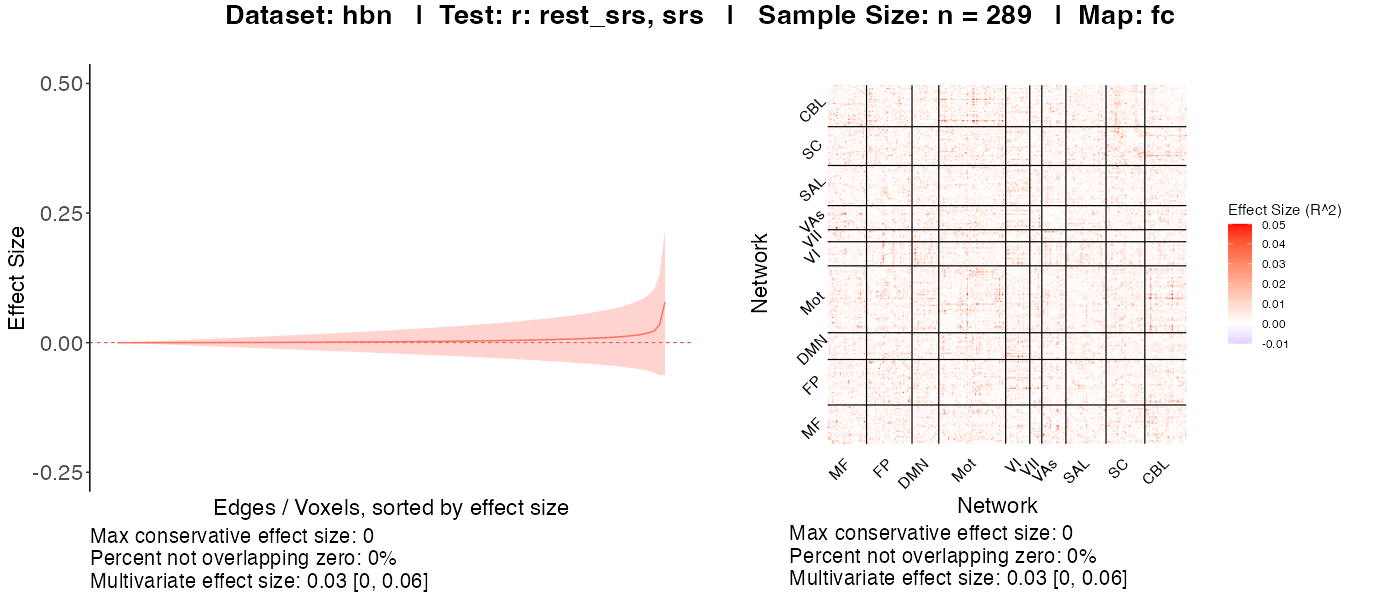 Dataset: hbn | Test: r: rest_srs, srs | Sample Size: n = 289 | Map: fc
0.50
0.25
0.00
-0.25
Effect Size
Edges / Voxels, sorted by effect size
Max conservative effect size: 0
Percent not overlapping zero: 0%
Multivariate effect size: 0.03 [0, 0.06]
Network
CBL
SC
SAL
VAs
VII
VI
Mot
DMN
FP
MF
MF
FP
DMN
Mot
VI
VII
VAs
SAL
SC
CBL
Network
Max conservative effect size: 0
Percent not overlapping zero: 0%
Multivariate effect size: 0.03 [0, 0.06]
Effect Size (R^2)
0.05
0.04
0.03
0.02
0.01
0.00
-0.01